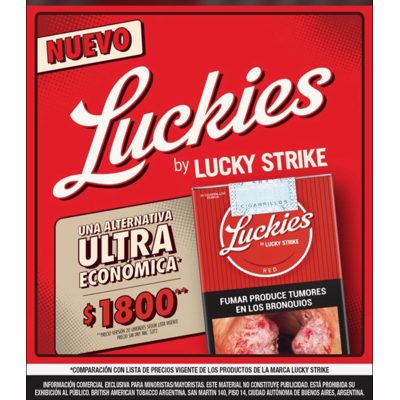 NUEVO
Luckies
by LUCKY STRIKE
UNA ALTERNATIVA
ULTRA
ECONÓMICA*
$1800**
CIGARRILLOS
Luckies
by LUCKY STRIKE
RED
FUMAR PRODUCE TUMORES
EN LOS BRONQUIOS
*COMPARACIÓN CON LISTA DE PRECIOS VIGENTE DE LOS PRODUCTOS DE LA MARCA LUCKY STRIKE
INFORMACIÓN COMERCIAL EXCLUSIVA PARA MINORISTAS/MAYORISTAS. ESTE MATERIAL NO CONSTITUYE PUBLICIDAD. ESTÁ PROHIBIDA SU
EXHIBICIÓN AL PÚBLICO. BRITISH AMERICAN TOBACCO ARGENTINA. SAN MARTÍN 140, PISO 14, CIUDAD AUTÓNOMA DE BUENOS AIRES, ARGENTINA.